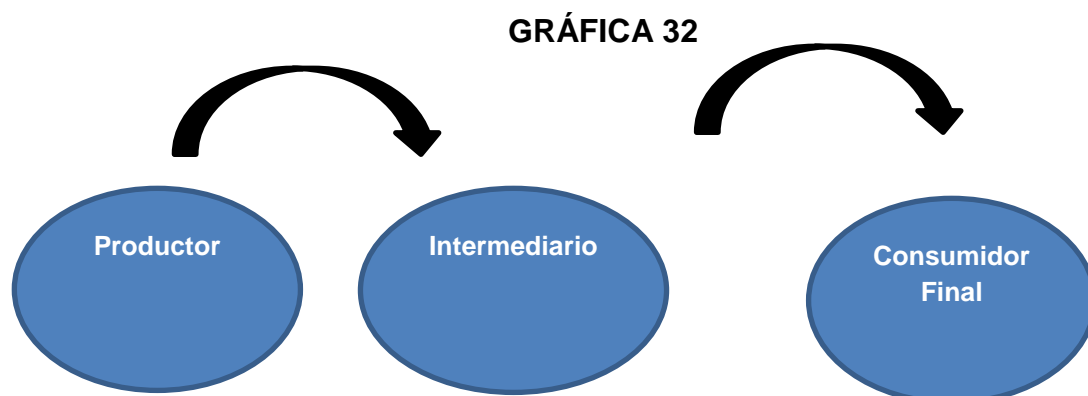 GRÁFICA 32
Productor
Intermediario
Consumidor
Final